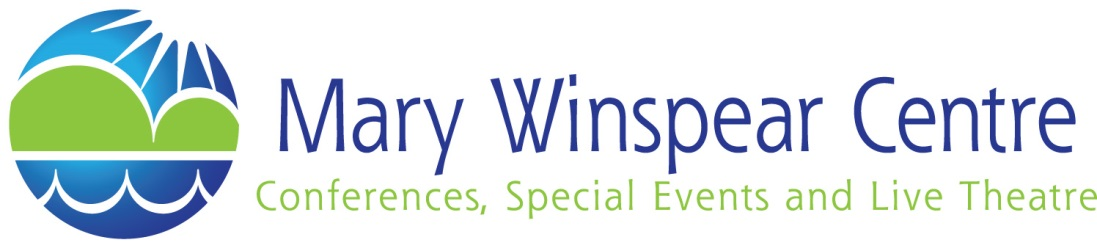 Mary Winspear Centre
Conferences, Special Events and Live Theatre